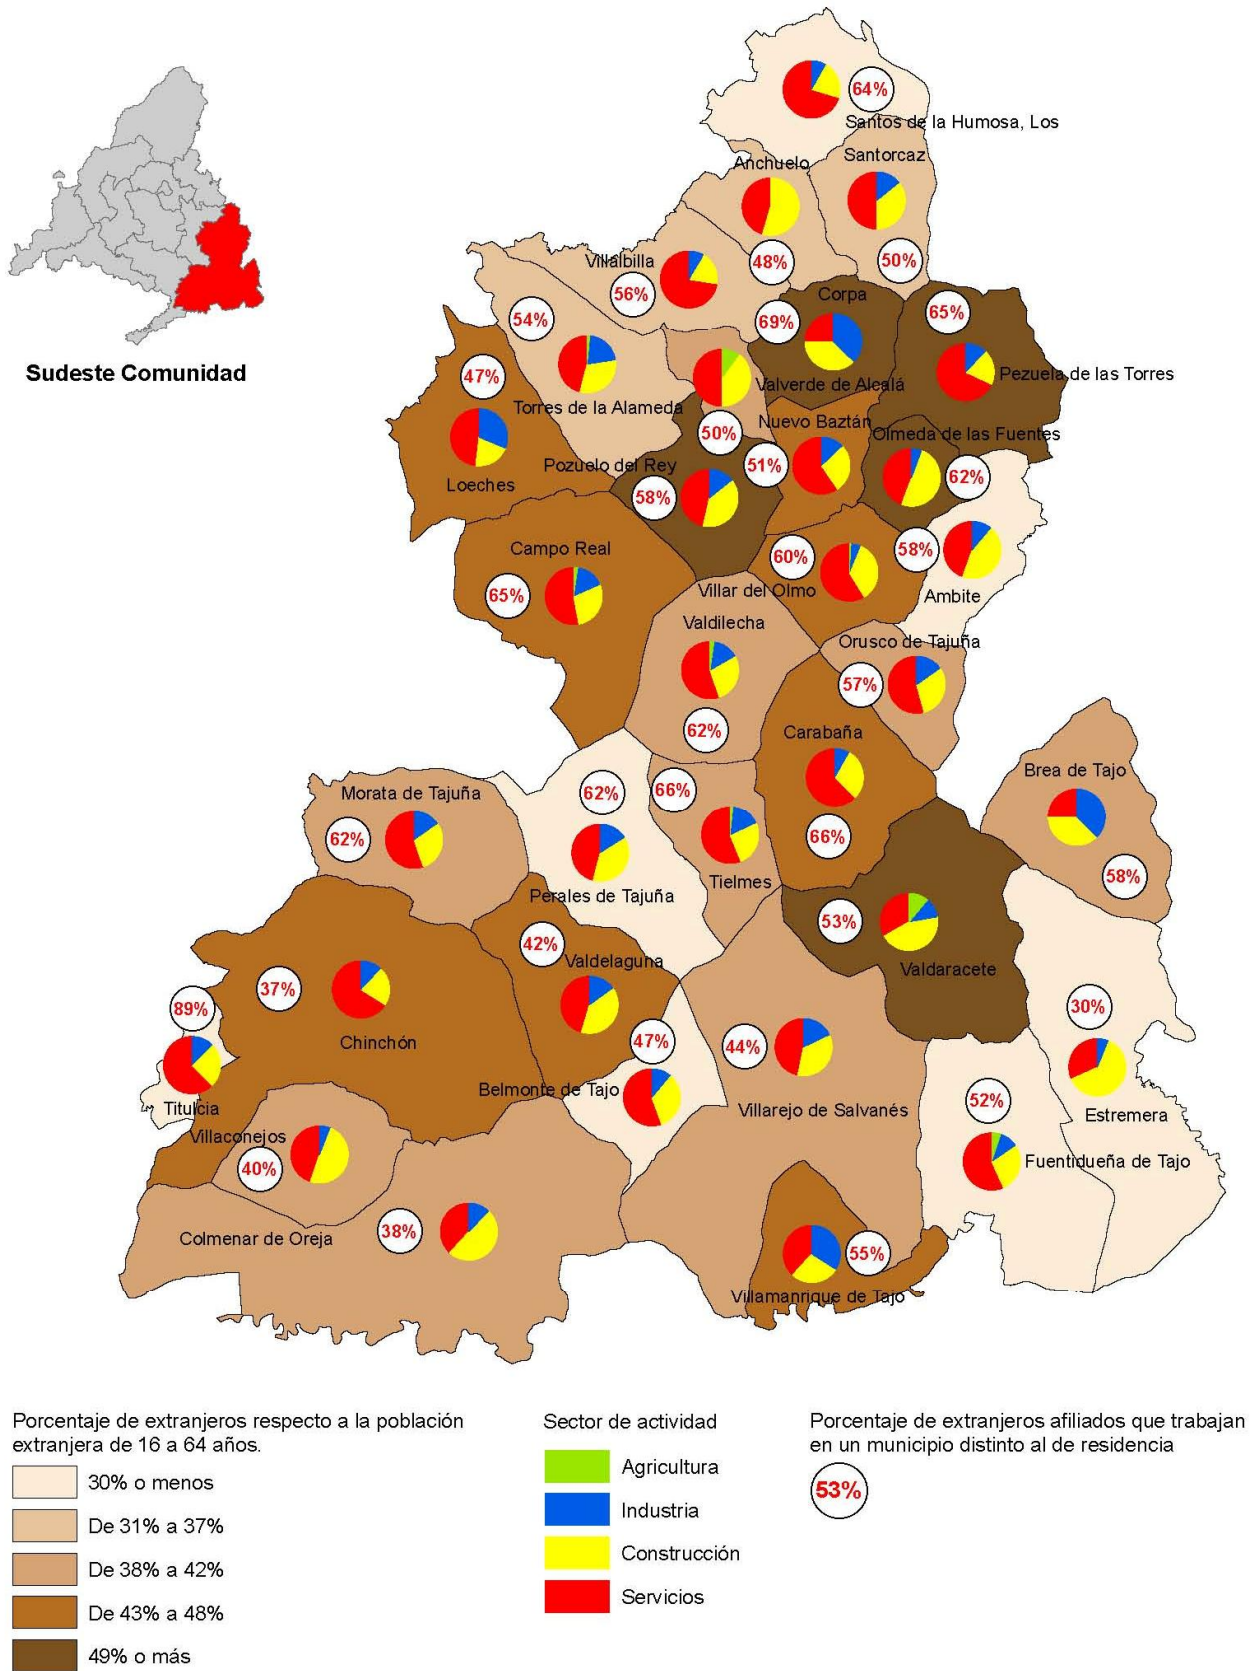 64%
Santos de la Humosa, Los
Anchuelo
Santorcaz
Villalbilla
48%
50%
56%
Corpa
65%
54%
69%
Sudeste Comunidad
47%
Pezuela de las Torres
Valverde de Alcalá
Torres de la Alameda
Nuevo Baztán
50%
Olmeda de las Fuentes
Pozuelo del Rey
51%
62%
Loeches
58%
Campo Real
60%
58%
65%
Villar del Olmo
Ambite
Valdilecha
Orusco de Tajuña
57%
62%
Carabaña
Brea de Tajo
Morata de Tajuña
62%
66%
62%
66%
58%
Tielmes
Perales de Tajuña
53%
42%
Valdelaguna
Valdaracete
37%
89%
30%
Chinchón
47%
44%
Belmonte de Tajo
Titulcia
Villarejo de Salvanés
52%
Estremera
Villaconejos
40%
Fuentidueña de Tajo
Colmenar de Oreja
38%
55%
Villamanrique de Tajo
Porcentaje de extranjeros respecto a la población
extranjera de 16 a 64 años.
30% o menos
De 31% a 37%
De 38% a 42%
De 43% a 48%
49% o más
Sector de actividad
Agricultura
Industria
Construcción
Servicios
Porcentaje de extranjeros afiliados que trabajan
en un municipio distinto al de residencia
53%